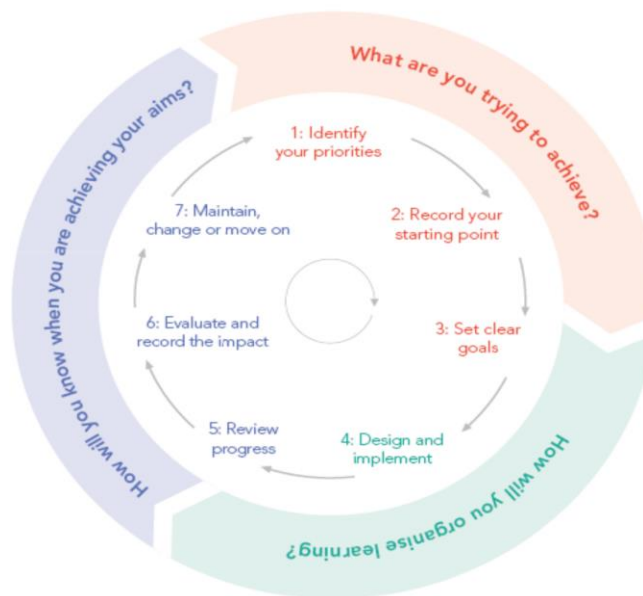 What are you trying to achieve?
1: Identify
your priorities
2: Record your
starting point
3: Set clear
goals
How will you organise learning?
4: Design and
implement
How will you know when you are achieving your aims?
5: Review
progress
6: Evaluate and
record the impact
7: Maintain,
change or move on